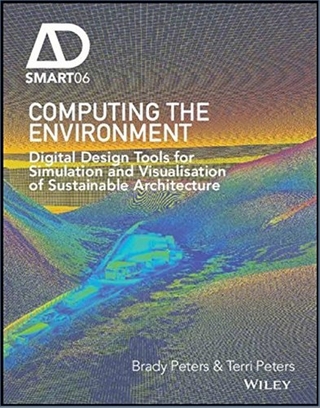 AD
SMART06
COMPUTING THE
ENVIRONMENT
Digital Design Tools for
Simulation and Visualisation
of Sustainable Architecture
Brady Peters & Terri Peters
WILEY